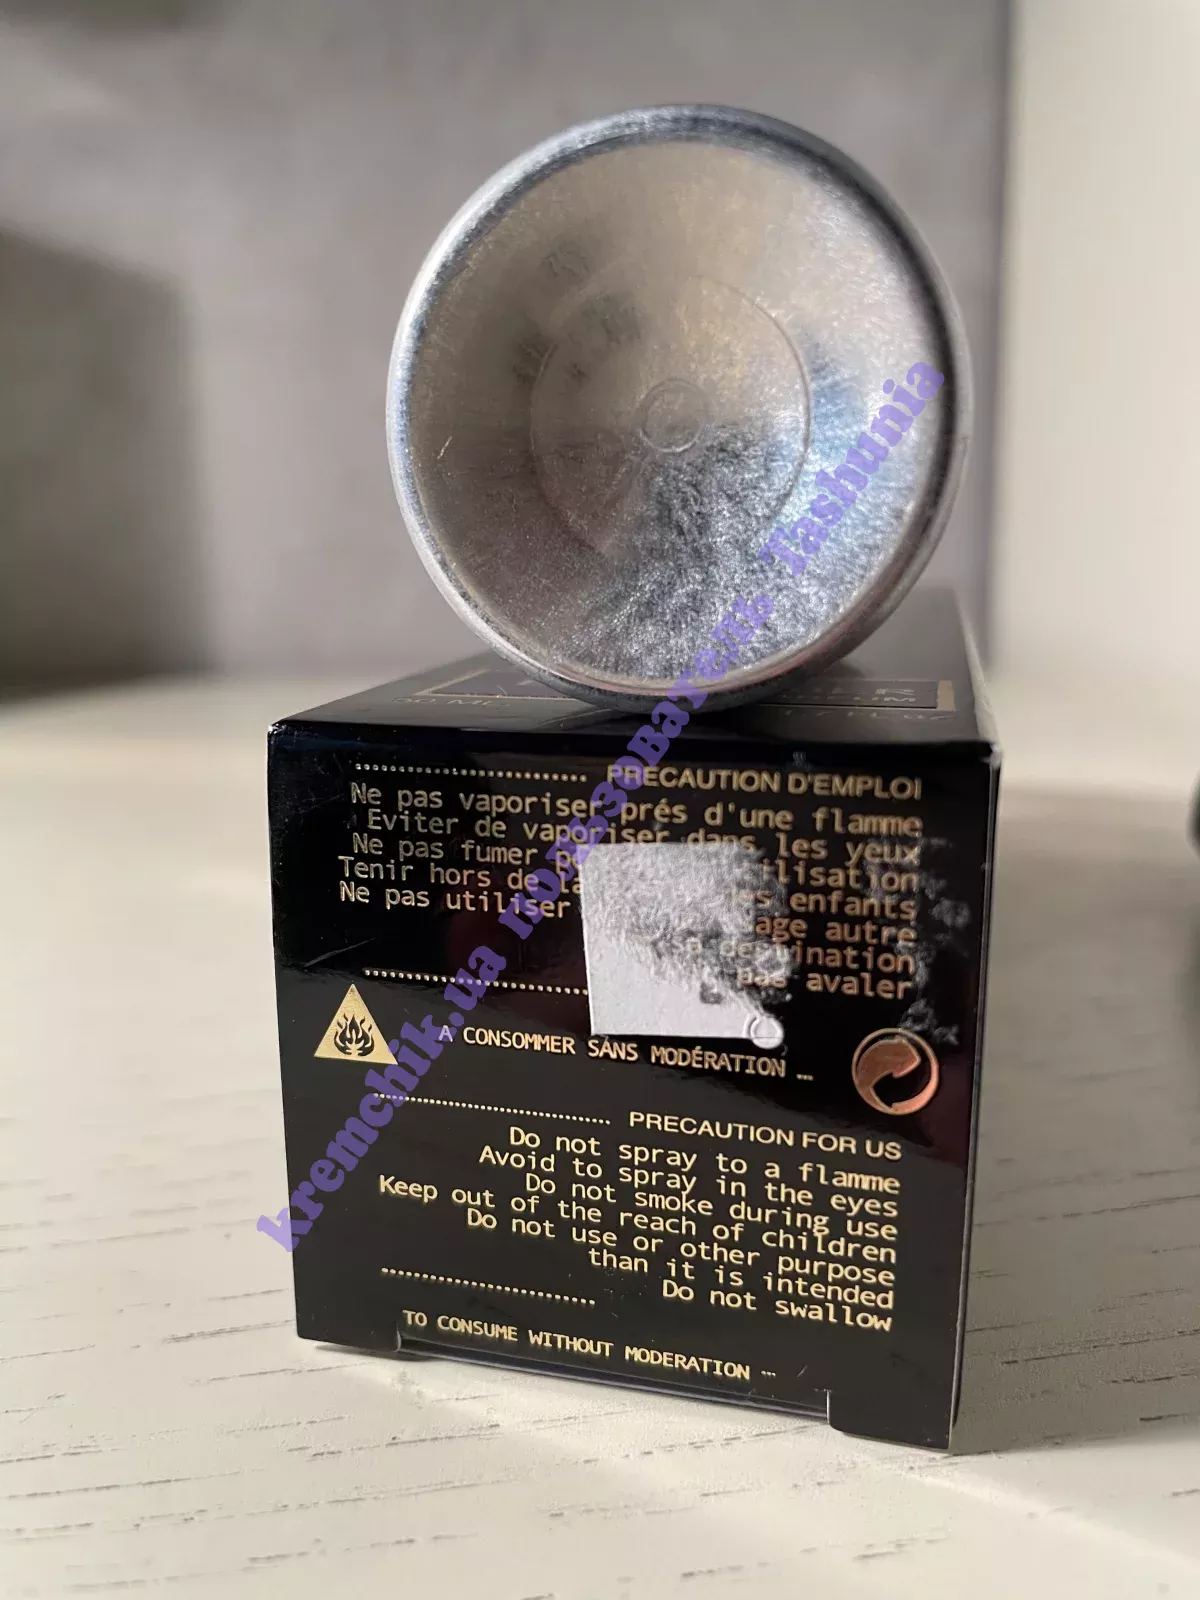 50 ML
PRECAUTION D'EMPLOI
Ne pas vaporiser prés d'une flamme
Eviter de vaporiser dans les yeux
Ne pas fumer
Tenir hors de enfants
Ne pas utiliser autre
pas avaler
A CONSOMMER SANS MODÉRATION ...
PRECAUTION FOR US
Do not spray to a flamme
Avoid to spray in the eyes
Do not smoke during use
Keep out of the reach of children
Do not use or other purpose
than it is intended
Do not swallow
TO CONSUME WITHOUT MODERATION ...
kremchik.ua пользователь Tashunia